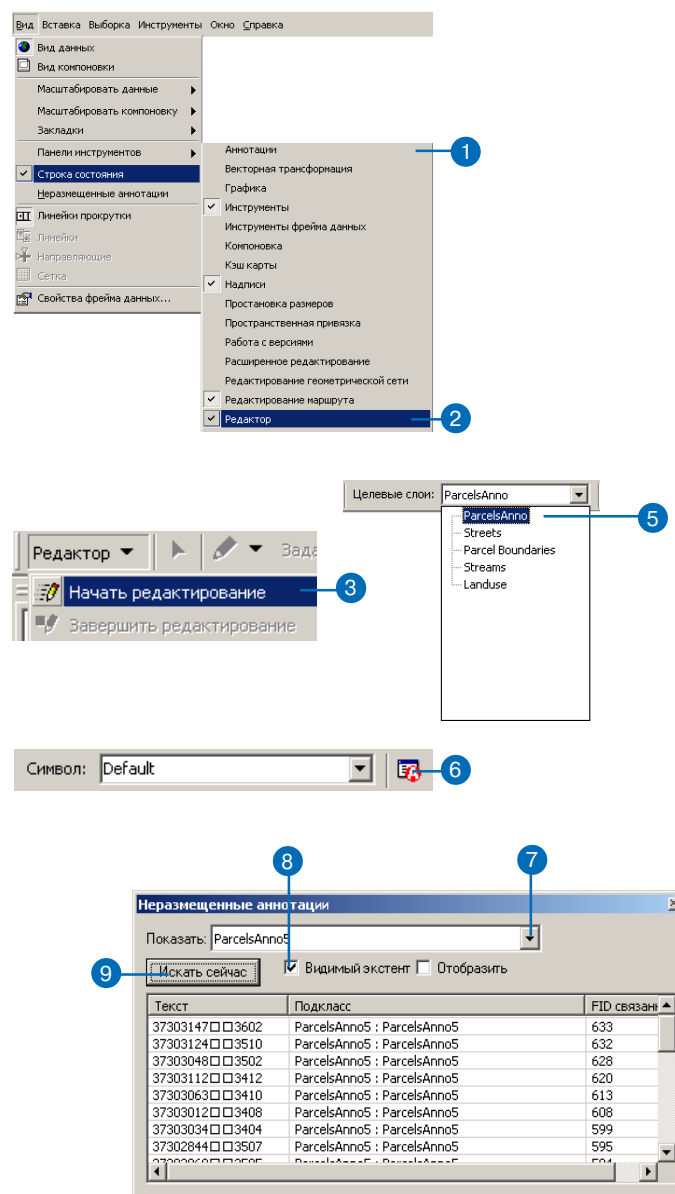 Вид Вставка Выборка Инструменты Окно Справка
Вид данных
Вид компоновки
Масштабировать данные
Масштабировать компоновку
Закладки
Панели инструментов
Строка состояния
Неразмещенные аннотации
Линейки прокрутки
Линейки
Направляющие
Сетка
Свойства фрейма данных...
Аннотации
1
Векторная трансформация
Графика
Инструменты
Инструменты фрейма данных
Компоновка
Кэш карты
Надписи
Простановка размеров
Пространственная привязка
Работа с версиями
Расширенное редактирование
Редактирование геометрической сети
Редактирование маршрута
Редактор
2
Целевые слои: ParcelsAnno
ParcelsAnno
5
Streets
Parcel Boundaries
Streams
Landuse
Редактор Зада
Начать редактирование
3
Завершить редактирование
Символ: Default
6
8 7
Неразмещенные аннотации
Показать: ParcelsAnno5
9 Искать сейчас Видимый экстент Отобразить
Текст Подкласс FID связанн
37303147□□3602 ParcelsAnno5 : ParcelsAnno5 633
37303124□□3510 ParcelsAnno5 : ParcelsAnno5 632
37303048□□3502 ParcelsAnno5 : ParcelsAnno5 628
37303112□□3412 ParcelsAnno5 : ParcelsAnno5 620
37303063□□3410 ParcelsAnno5 : ParcelsAnno5 613
37303012□□3408 ParcelsAnno5 : ParcelsAnno5 608
37303034□□3404 ParcelsAnno5 : ParcelsAnno5 599
37302844□□3507 ParcelsAnno5 : ParcelsAnno5 595